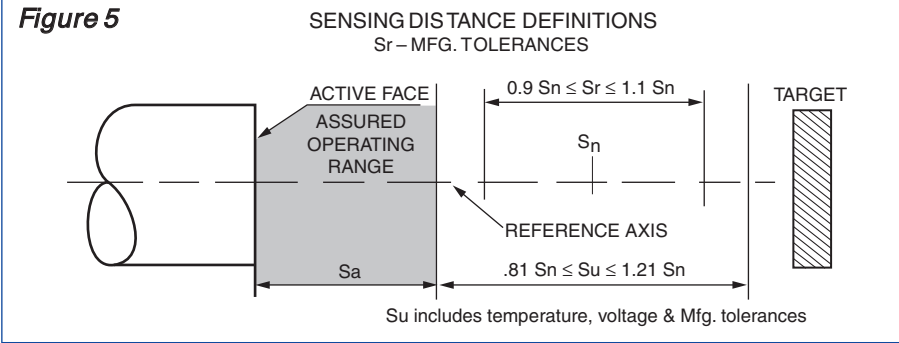 Figure 5
SENSING DISTANCE DEFINITIONS
Sr – MFG. TOLERANCES
ACTIVE FACE
ASSURED
OPERATING
RANGE
0.9 Sn ≤ Sr ≤ 1.1 Sn
TARGET
Sn
REFERENCE AXIS
Sa
.81 Sn ≤ Su ≤ 1.21 Sn
Su includes temperature, voltage & Mfg. tolerances